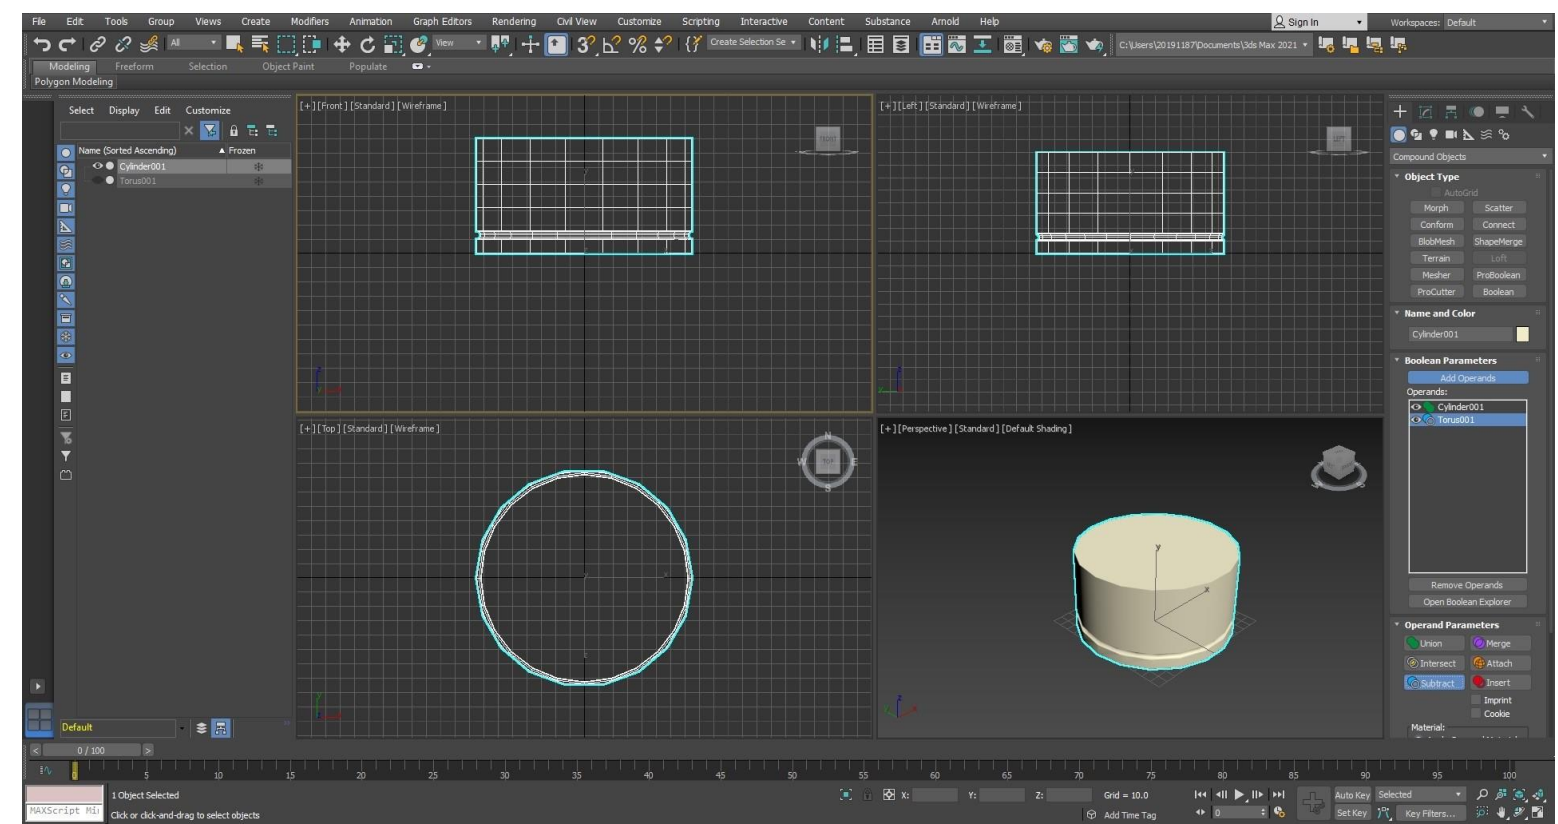 File Edit Tools Group Views Create Modifiers Animation Graph Editors Rendering Civil View Customize Scripting Interactive Content Substance Arnold Help Sign In Workspaces: Default
All View Create Selection Se C:\Users\20191187\Documents\3ds Max 2021
Modeling Freeform Selection Object Paint Populate
Polygon Modeling
Select Display Edit Customize
Name (Sorted Ascending) Frozen
Cylinder001
Torus001
Default
[+] [Front] [Standard] [Wireframe]
FRONT
[+] [Left] [Standard] [Wireframe]
LEFT
[+] [Top] [Standard] [Wireframe]
N
W TOP E
S
[+] [Perspective] [Standard] [Default Shading]
y
x
Compound Objects
Object Type
AutoGrid
Morph Scatter
Conform Connect
BlobMesh ShapeMerge
Terrain Loft
Mesher ProBoolean
ProCutter Boolean
Name and Color
Cylinder001
Boolean Parameters
Add Operands
Operands:
Cylinder001
Torus001
Remove Operands
Open Boolean Explorer
Operand Parameters
Union Merge
Intersect Attach
Subtract Insert
Imprint
Cookie
Material:
0 / 100
0 5 10 15 20 25 30 35 40 45 50 55 60 65 70 75 80 85 90 95 100
1 Object Selected X: Y: Z: Grid = 10.0 Auto Key Selected
MAXScript Mi Click or click-and-drag to select objects Add Time Tag 0 Set Key Key Filters...